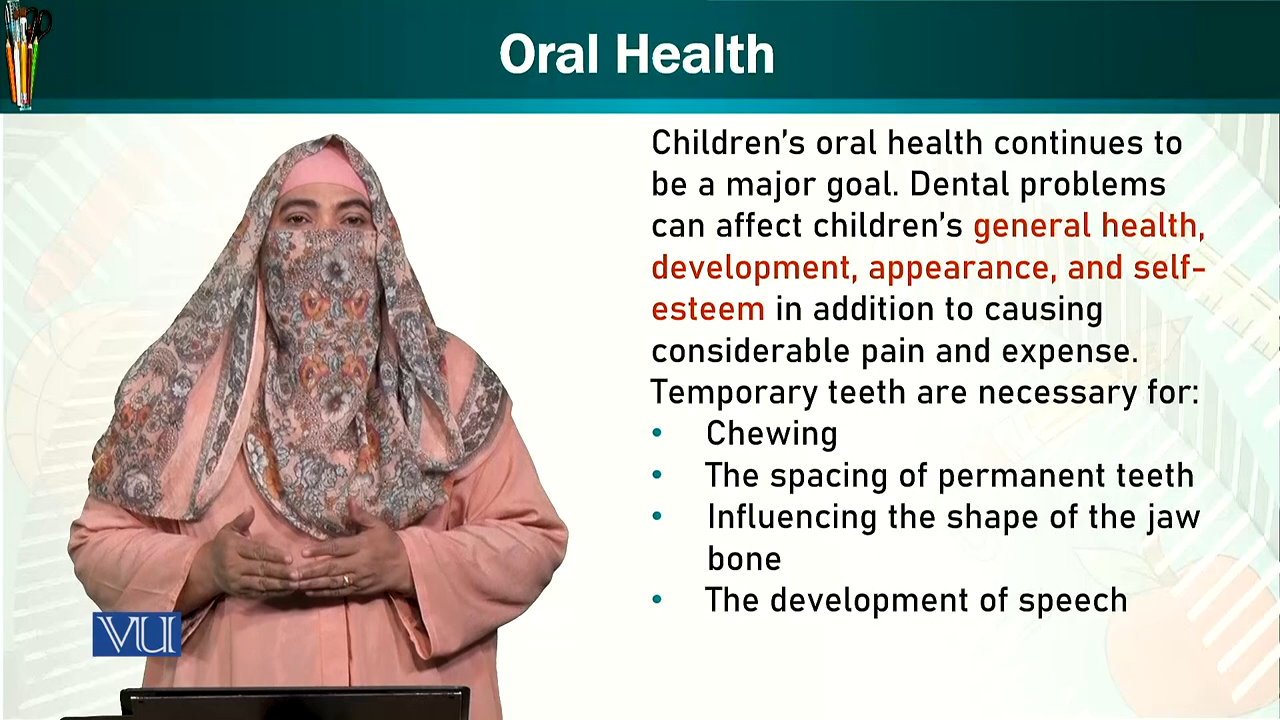 Oral Health
Children's oral health continues to
be a major goal. Dental problems
can affect children's general health,
development, appearance, and self-
esteem in addition to causing
considerable pain and expense.
Temporary teeth are necessary for:
• Chewing
• The spacing of permanent teeth
• Influencing the shape of the jaw
bone
• The development of speech
VU